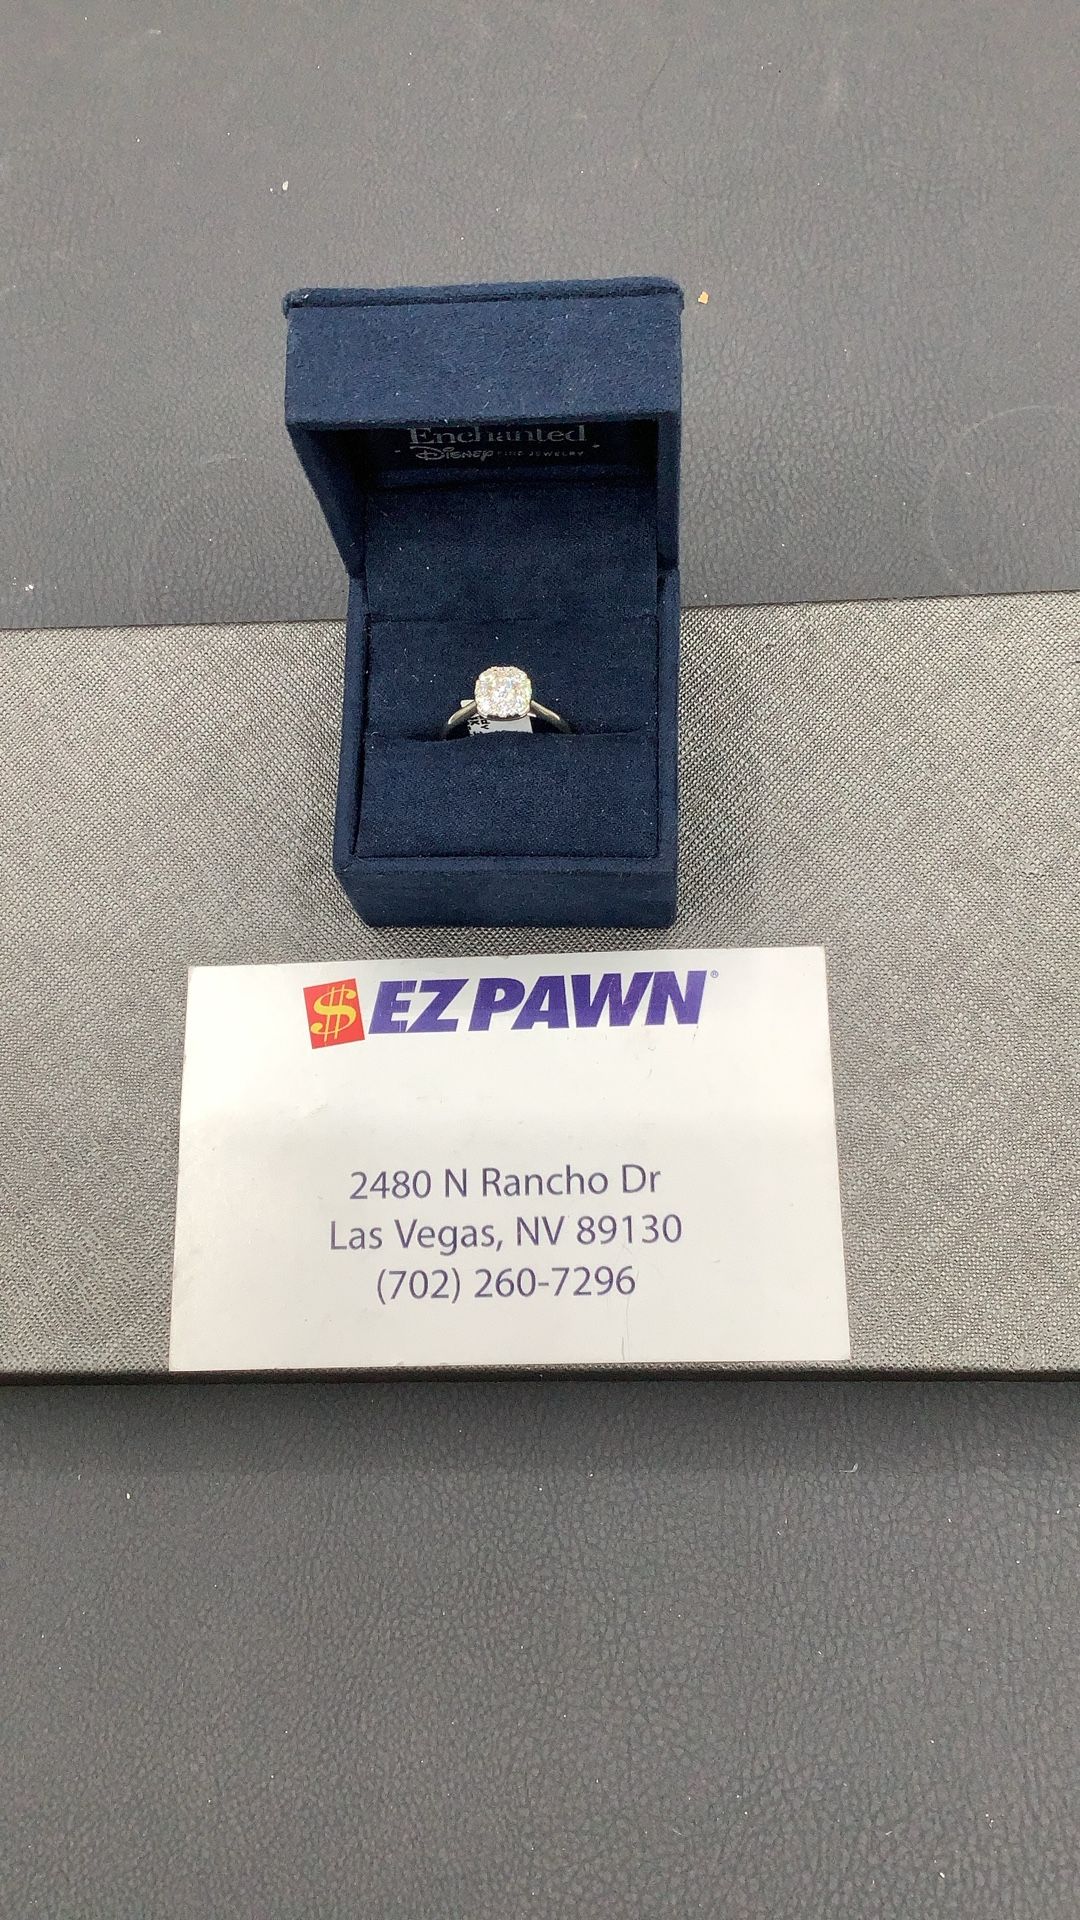 Enchanted
Disney FINE JEWELRY
$ EZPAWN®
2480 N Rancho Dr
Las Vegas, NV 89130
(702) 260-7296